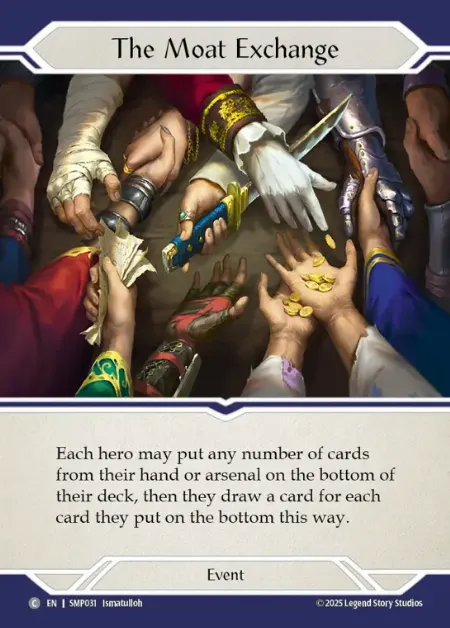 The Moat Exchange
Each hero may put any number of cards
from their hand or arsenal on the bottom of
their deck, then they draw a card for each
card they put on the bottom this way.
Event
C EN | SMP031 Ismatulloh © 2025 Legend Story Studios